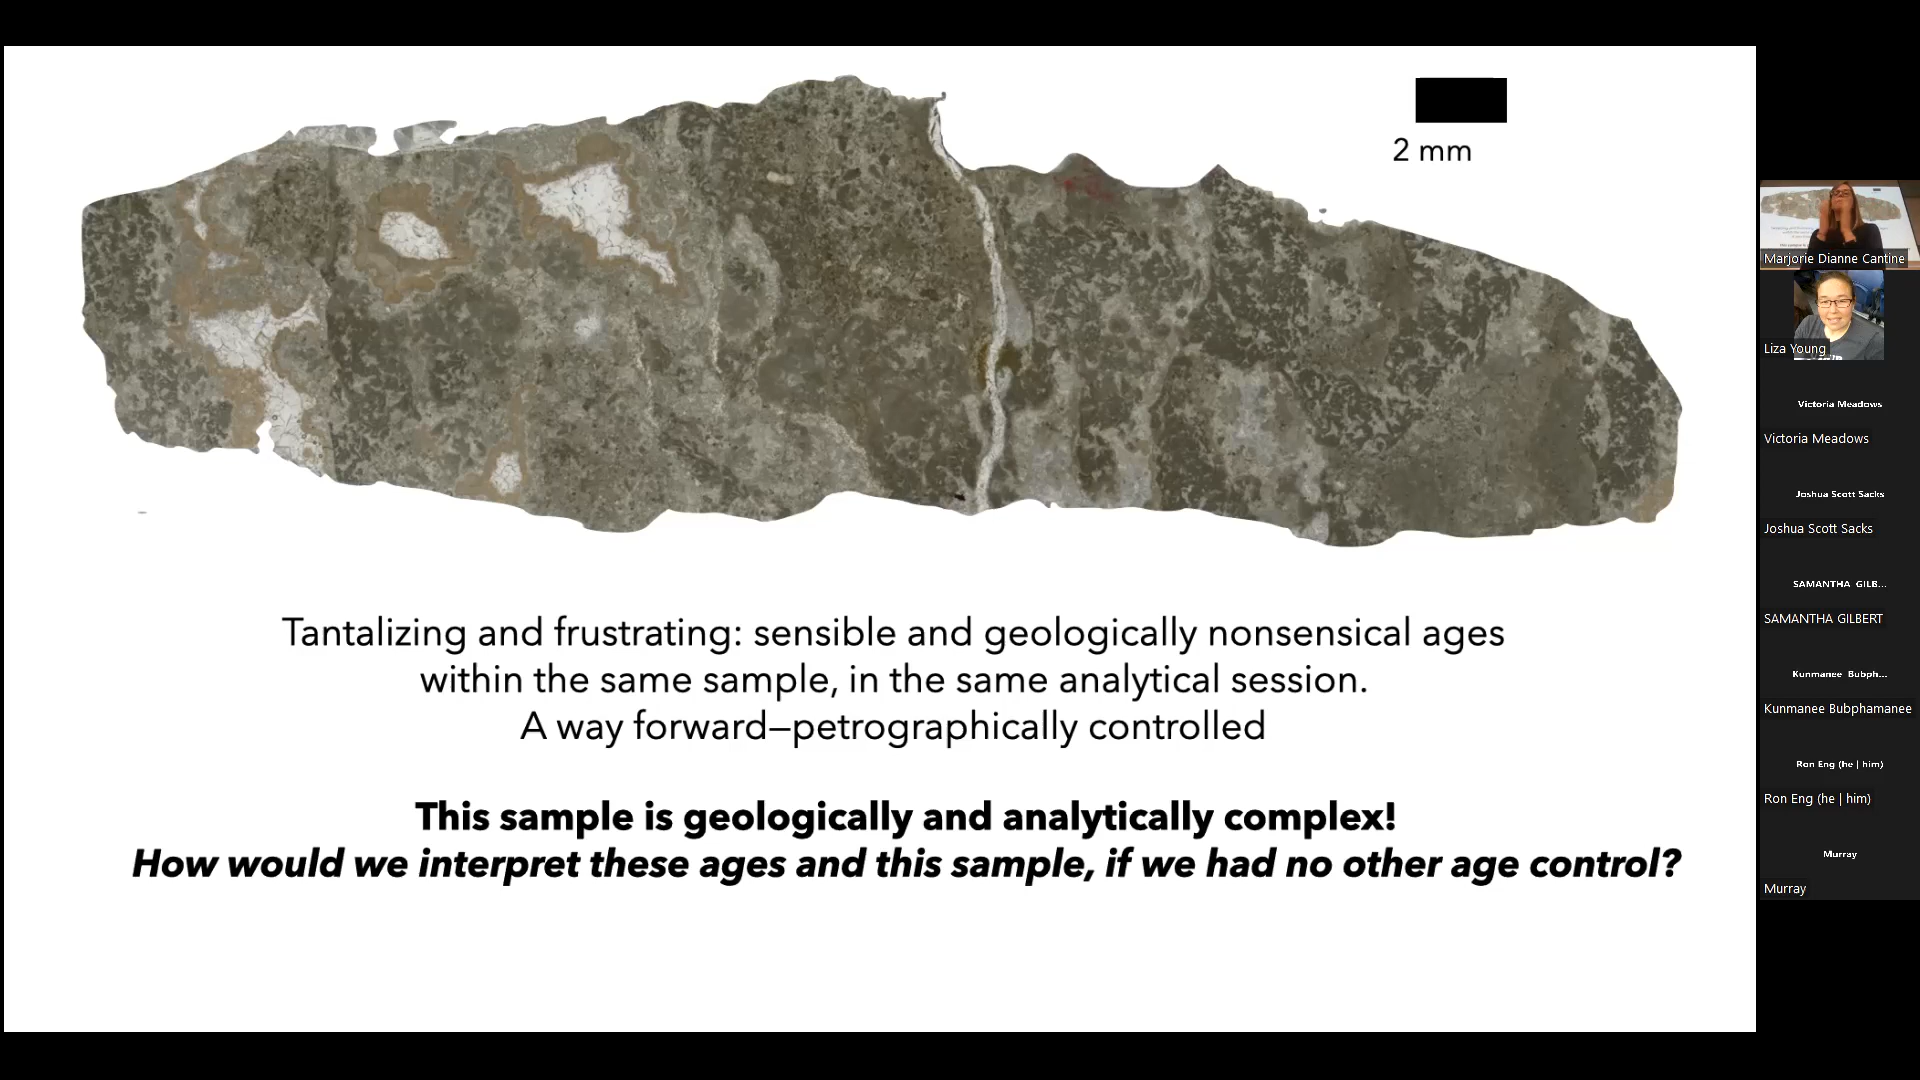 2 mm
Tantalizing and frustrating: sensible and geologically nonsensical ages
within the same sample, in the same analytical session.
A way forward—petrographically controlled
This sample is geologically and analytically complex!
How would we interpret these ages and this sample, if we had no other age control?
Marjorie Dianne Cantine
Liza Young
Victoria Meadows
Victoria Meadows
Joshua Scott Sacks
Joshua Scott Sacks
SAMANTHA GILB...
SAMANTHA GILBERT
Kunmanee Bubph...
Kunmanee Bubphamanee
Ron Eng (he | him)
Ron Eng (he | him)
Murray
Murray